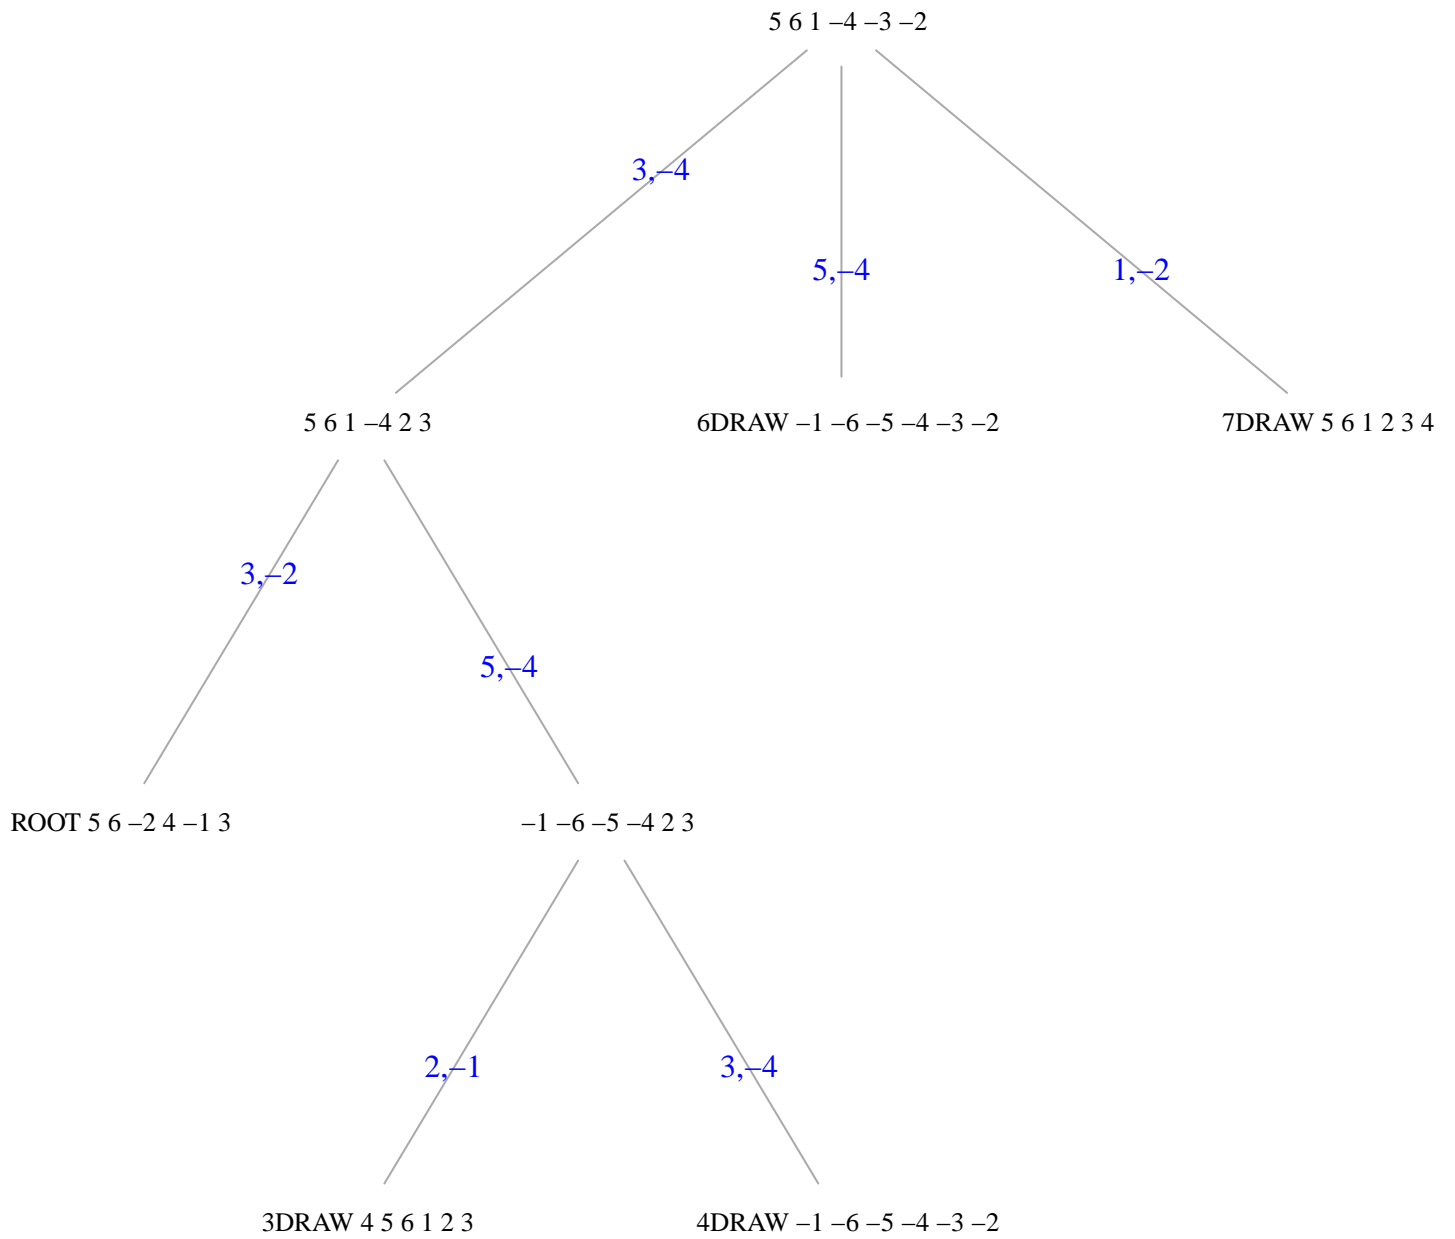 5 6 1 –4 –3 –2
3,–4
5,–4
1,–2
5 6 1 –4 2 3
6DRAW –1 –6 –5 –4 –3 –2
7DRAW 5 6 1 2 3 4
3,–2
5,–4
ROOT 5 6 –2 4 –1 3
–1 –6 –5 –4 2 3
2,–1
3,–4
3DRAW 4 5 6 1 2 3
4DRAW –1 –6 –5 –4 –3 –2